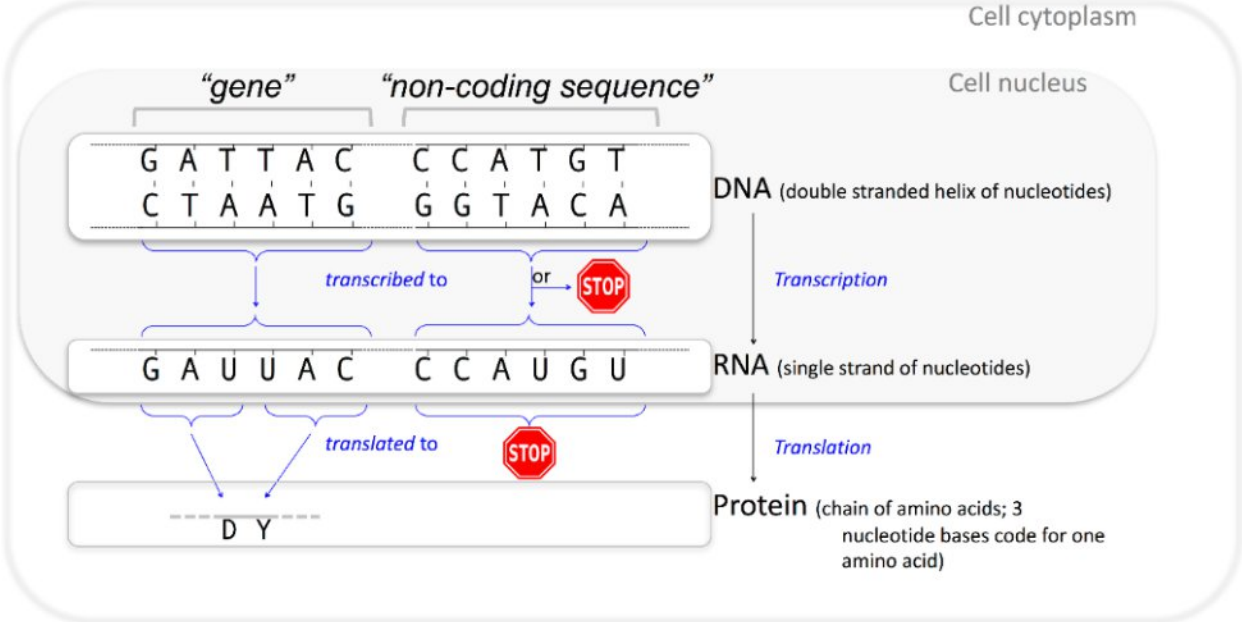 Cell cytoplasm
Cell nucleus
“gene” “non-coding sequence”
G A T T A C C C A T G T
C T A A T G G G T A C A
DNA (double stranded helix of nucleotides)
transcribed to
or
STOP
Transcription
G A U U A C C C A U G U
RNA (single strand of nucleotides)
translated to
STOP
Translation
D Y
Protein (chain of amino acids; 3
nucleotide bases code for one
amino acid)